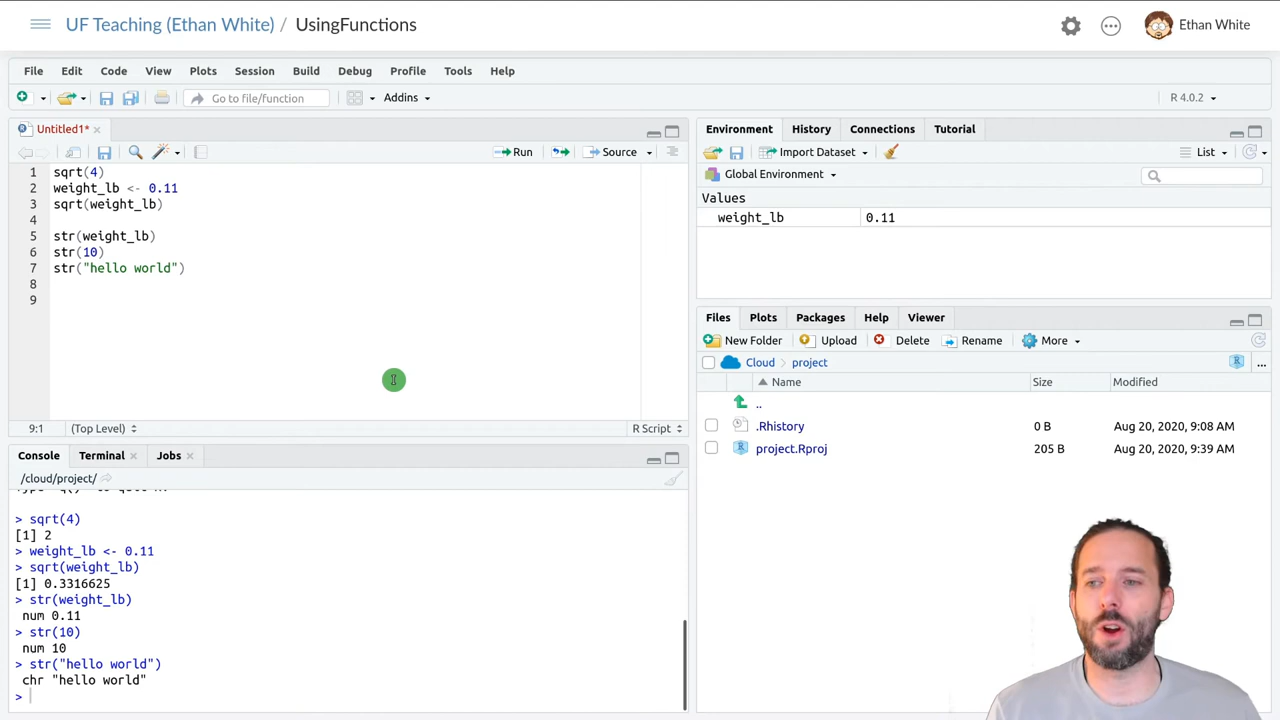 UF Teaching (Ethan White) / UsingFunctions
Ethan White
File Edit Code View Plots Session Build Debug Profile Tools Help
Go to file/function
Addins
R 4.0.2
Untitled1*
Run
Source
1 sqrt(4)
2 weight_lb <- 0.11
3 sqrt(weight_lb)
4
5 str(weight_lb)
6 str(10)
7 str("hello world")
8
9
9:1 (Top Level) R Script
Console Terminal Jobs
/cloud/project/
> sqrt(4)
[1] 2
> weight_lb <- 0.11
> sqrt(weight_lb)
[1] 0.3316625
> str(weight_lb)
num 0.11
> str(10)
num 10
> str("hello world")
chr "hello world"
>
Environment History Connections Tutorial
Import Dataset
List
Global Environment
Values
weight_lb 0.11
Files Plots Packages Help Viewer
New Folder Upload Delete Rename More
Cloud > project
...
Name Size Modified
..
.Rhistory 0 B Aug 20, 2020, 9:08 AM
project.Rproj 205 B Aug 20, 2020, 9:39 AM